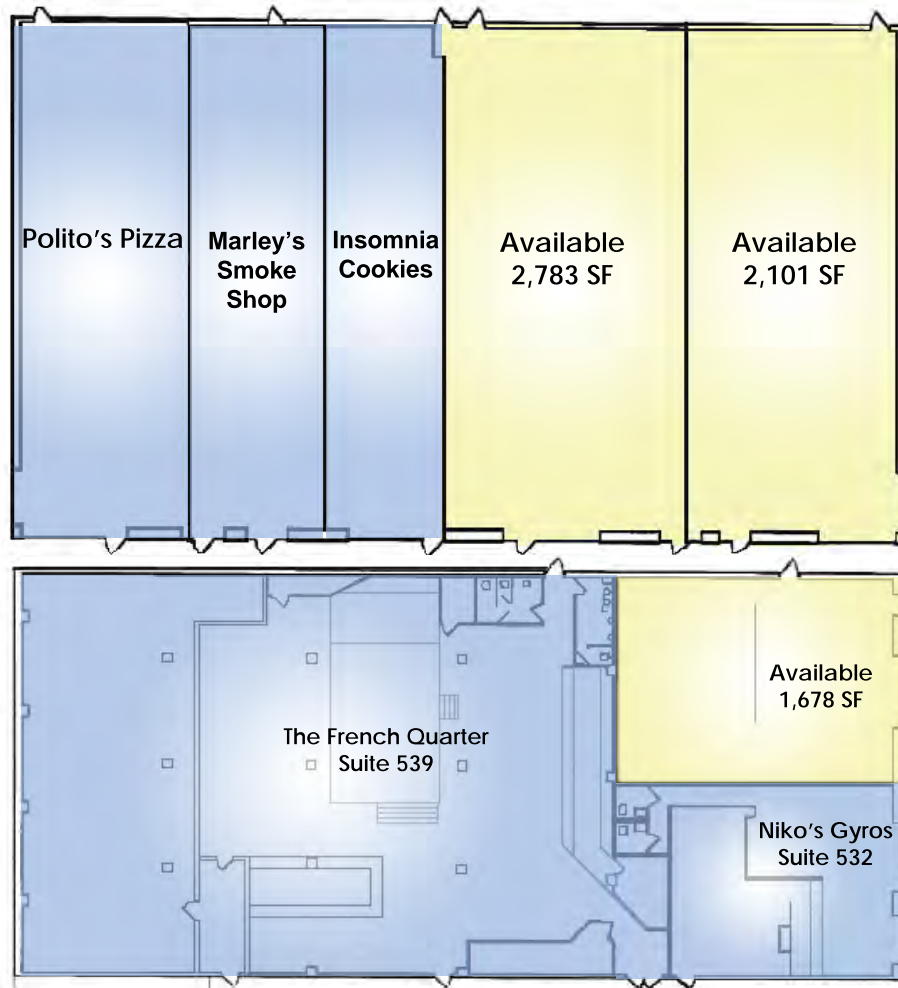 Polito's Pizza
Marley's
Smoke
Shop
Insomnia
Cookies
Available
2,783 SF
Available
2,101 SF
The French Quarter
Suite 539
Available
1,678 SF
Niko's Gyros
Suite 532